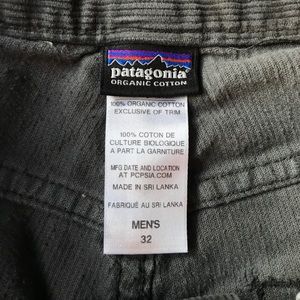 patagonia
ORGANIC COTTON
100% ORGANIC COTTON
EXCLUSIVE OF TRIM
100% COTON DE
CULTURE BIOLOGIQUE
A PART LA GARNITURE
MFG DATE AND LOCATION
AT PCPSIA.COM
MADE IN SRI LANKA
FABRIQUÉ AU SRI LANKA
MEN'S
32